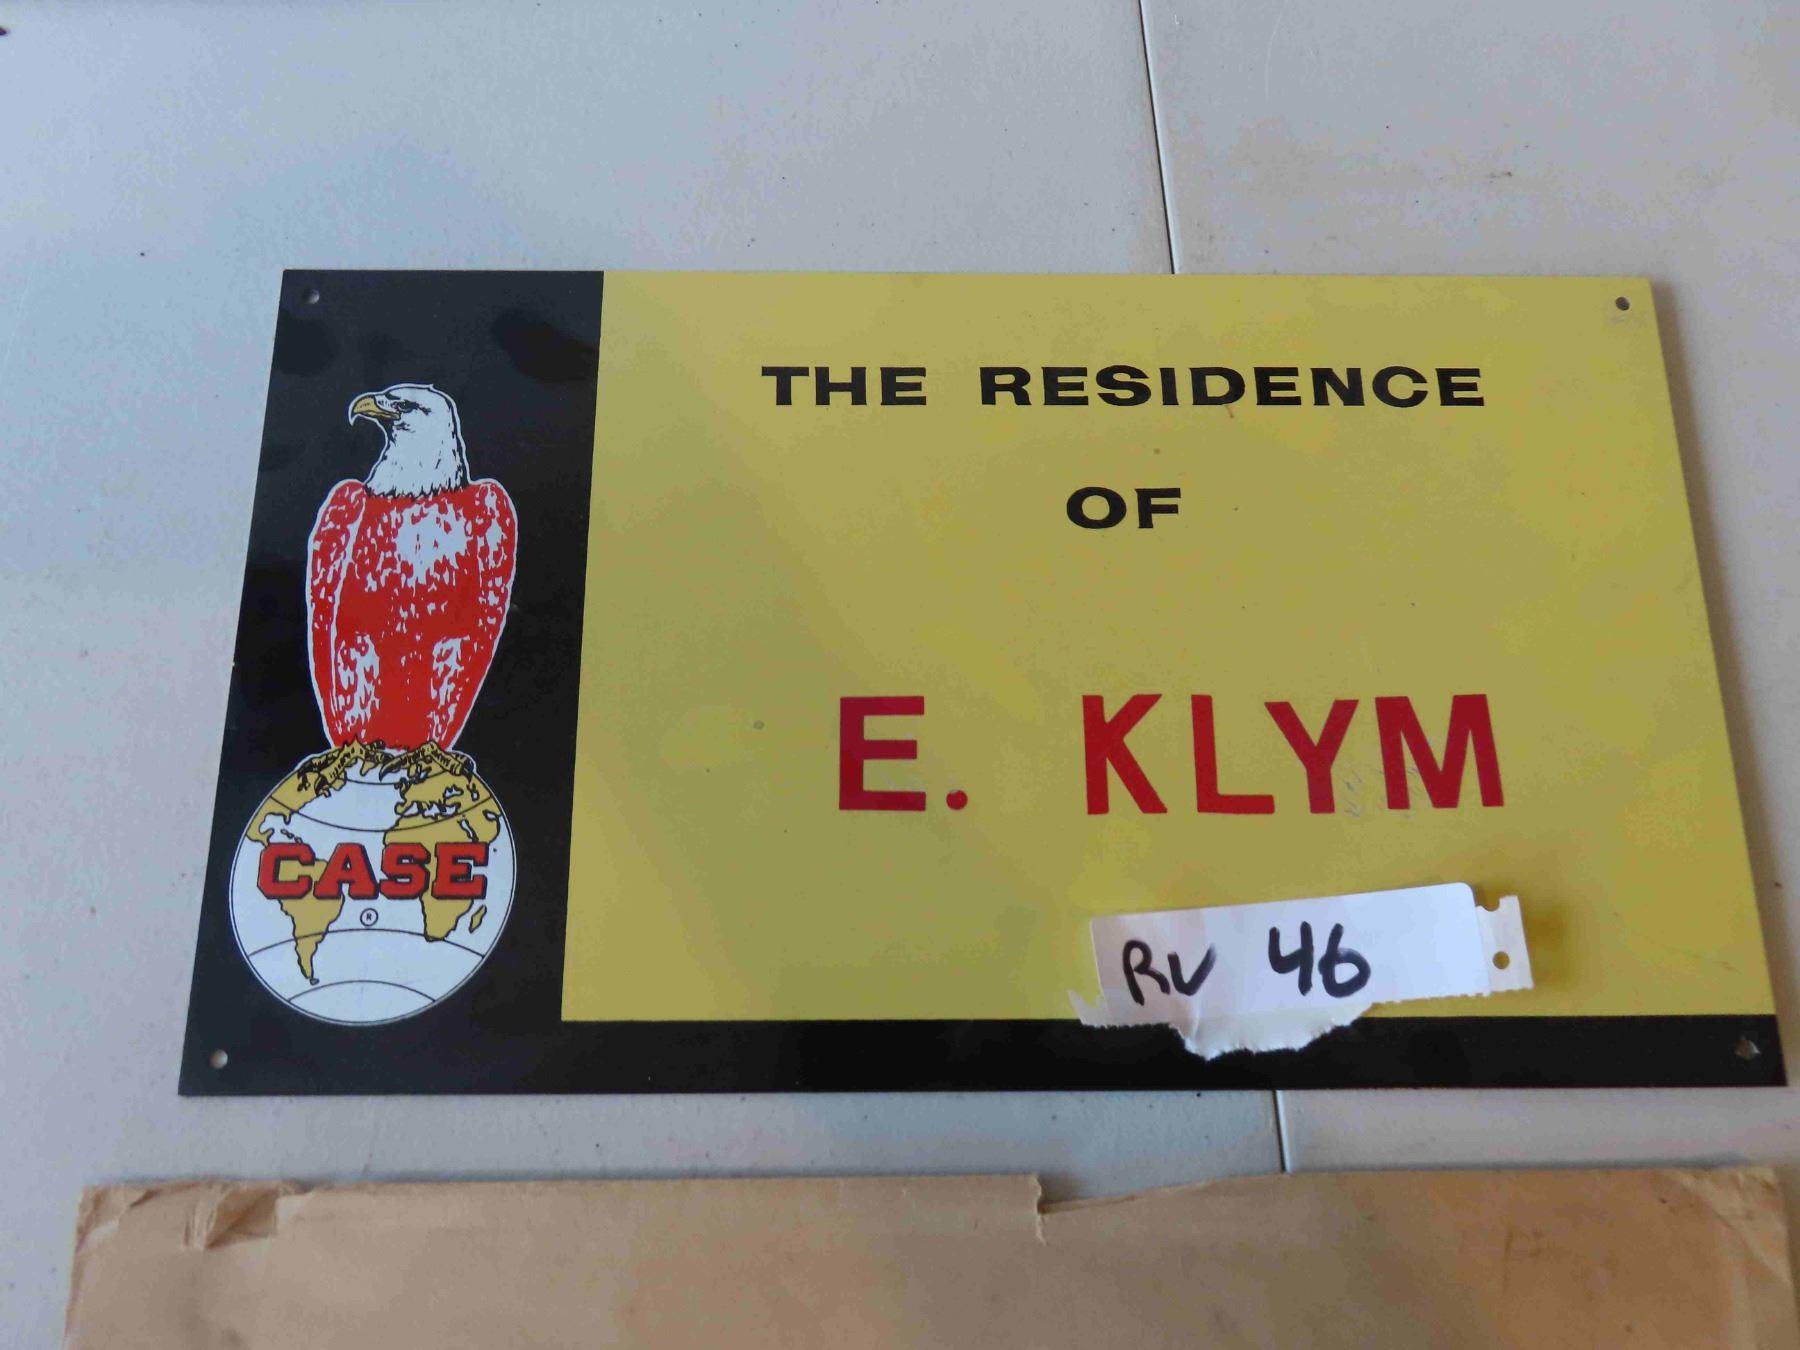 THE RESIDENCE
OF
E. KLYM
CASE
®
RV 46